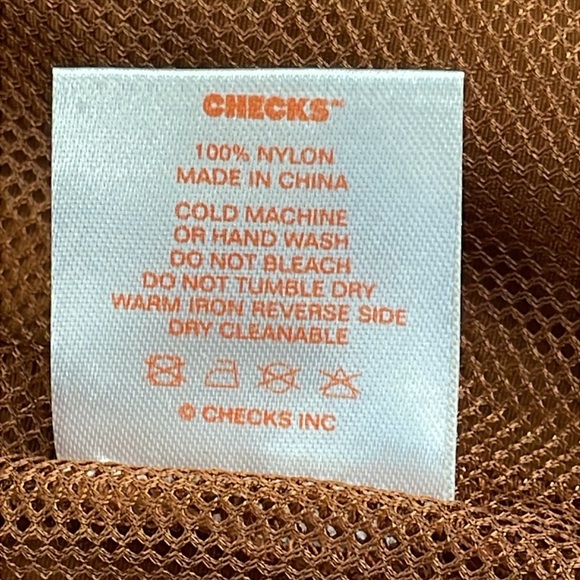 CHECKS™
100% NYLON
MADE IN CHINA
COLD MACHINE
OR HAND WASH
DO NOT BLEACH
DO NOT TUMBLE DRY
WARM IRON REVERSE SIDE
DRY CLEANABLE
© CHECKS INC